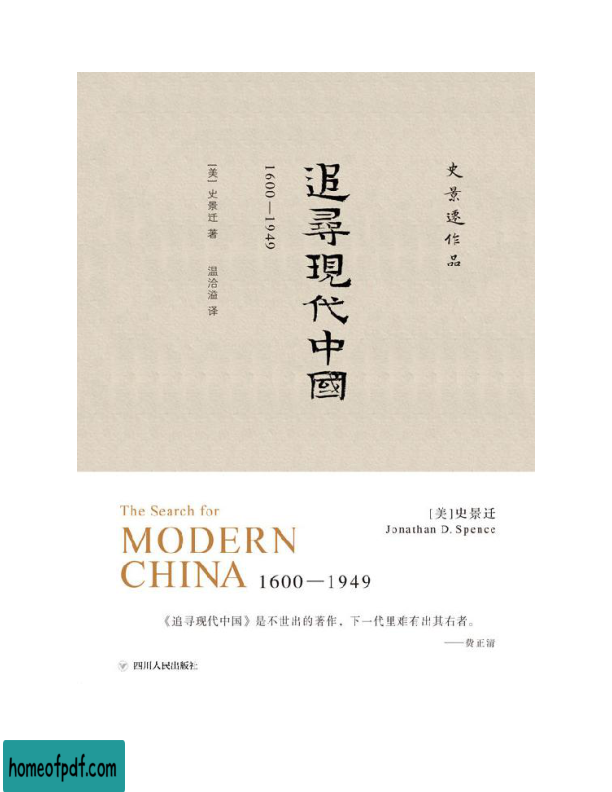 史景遷作品
追尋現代中國
1600—1949
[美] 史景迁 著 温洽溢 译
The Search for
MODERN
CHINA 1600—1949
[美]史景迁
Jonathan D. Spence
《追寻现代中国》是不世出的著作，下一代里难有出其右者。
——费正清
四川人民出版社
homeofpdf.com